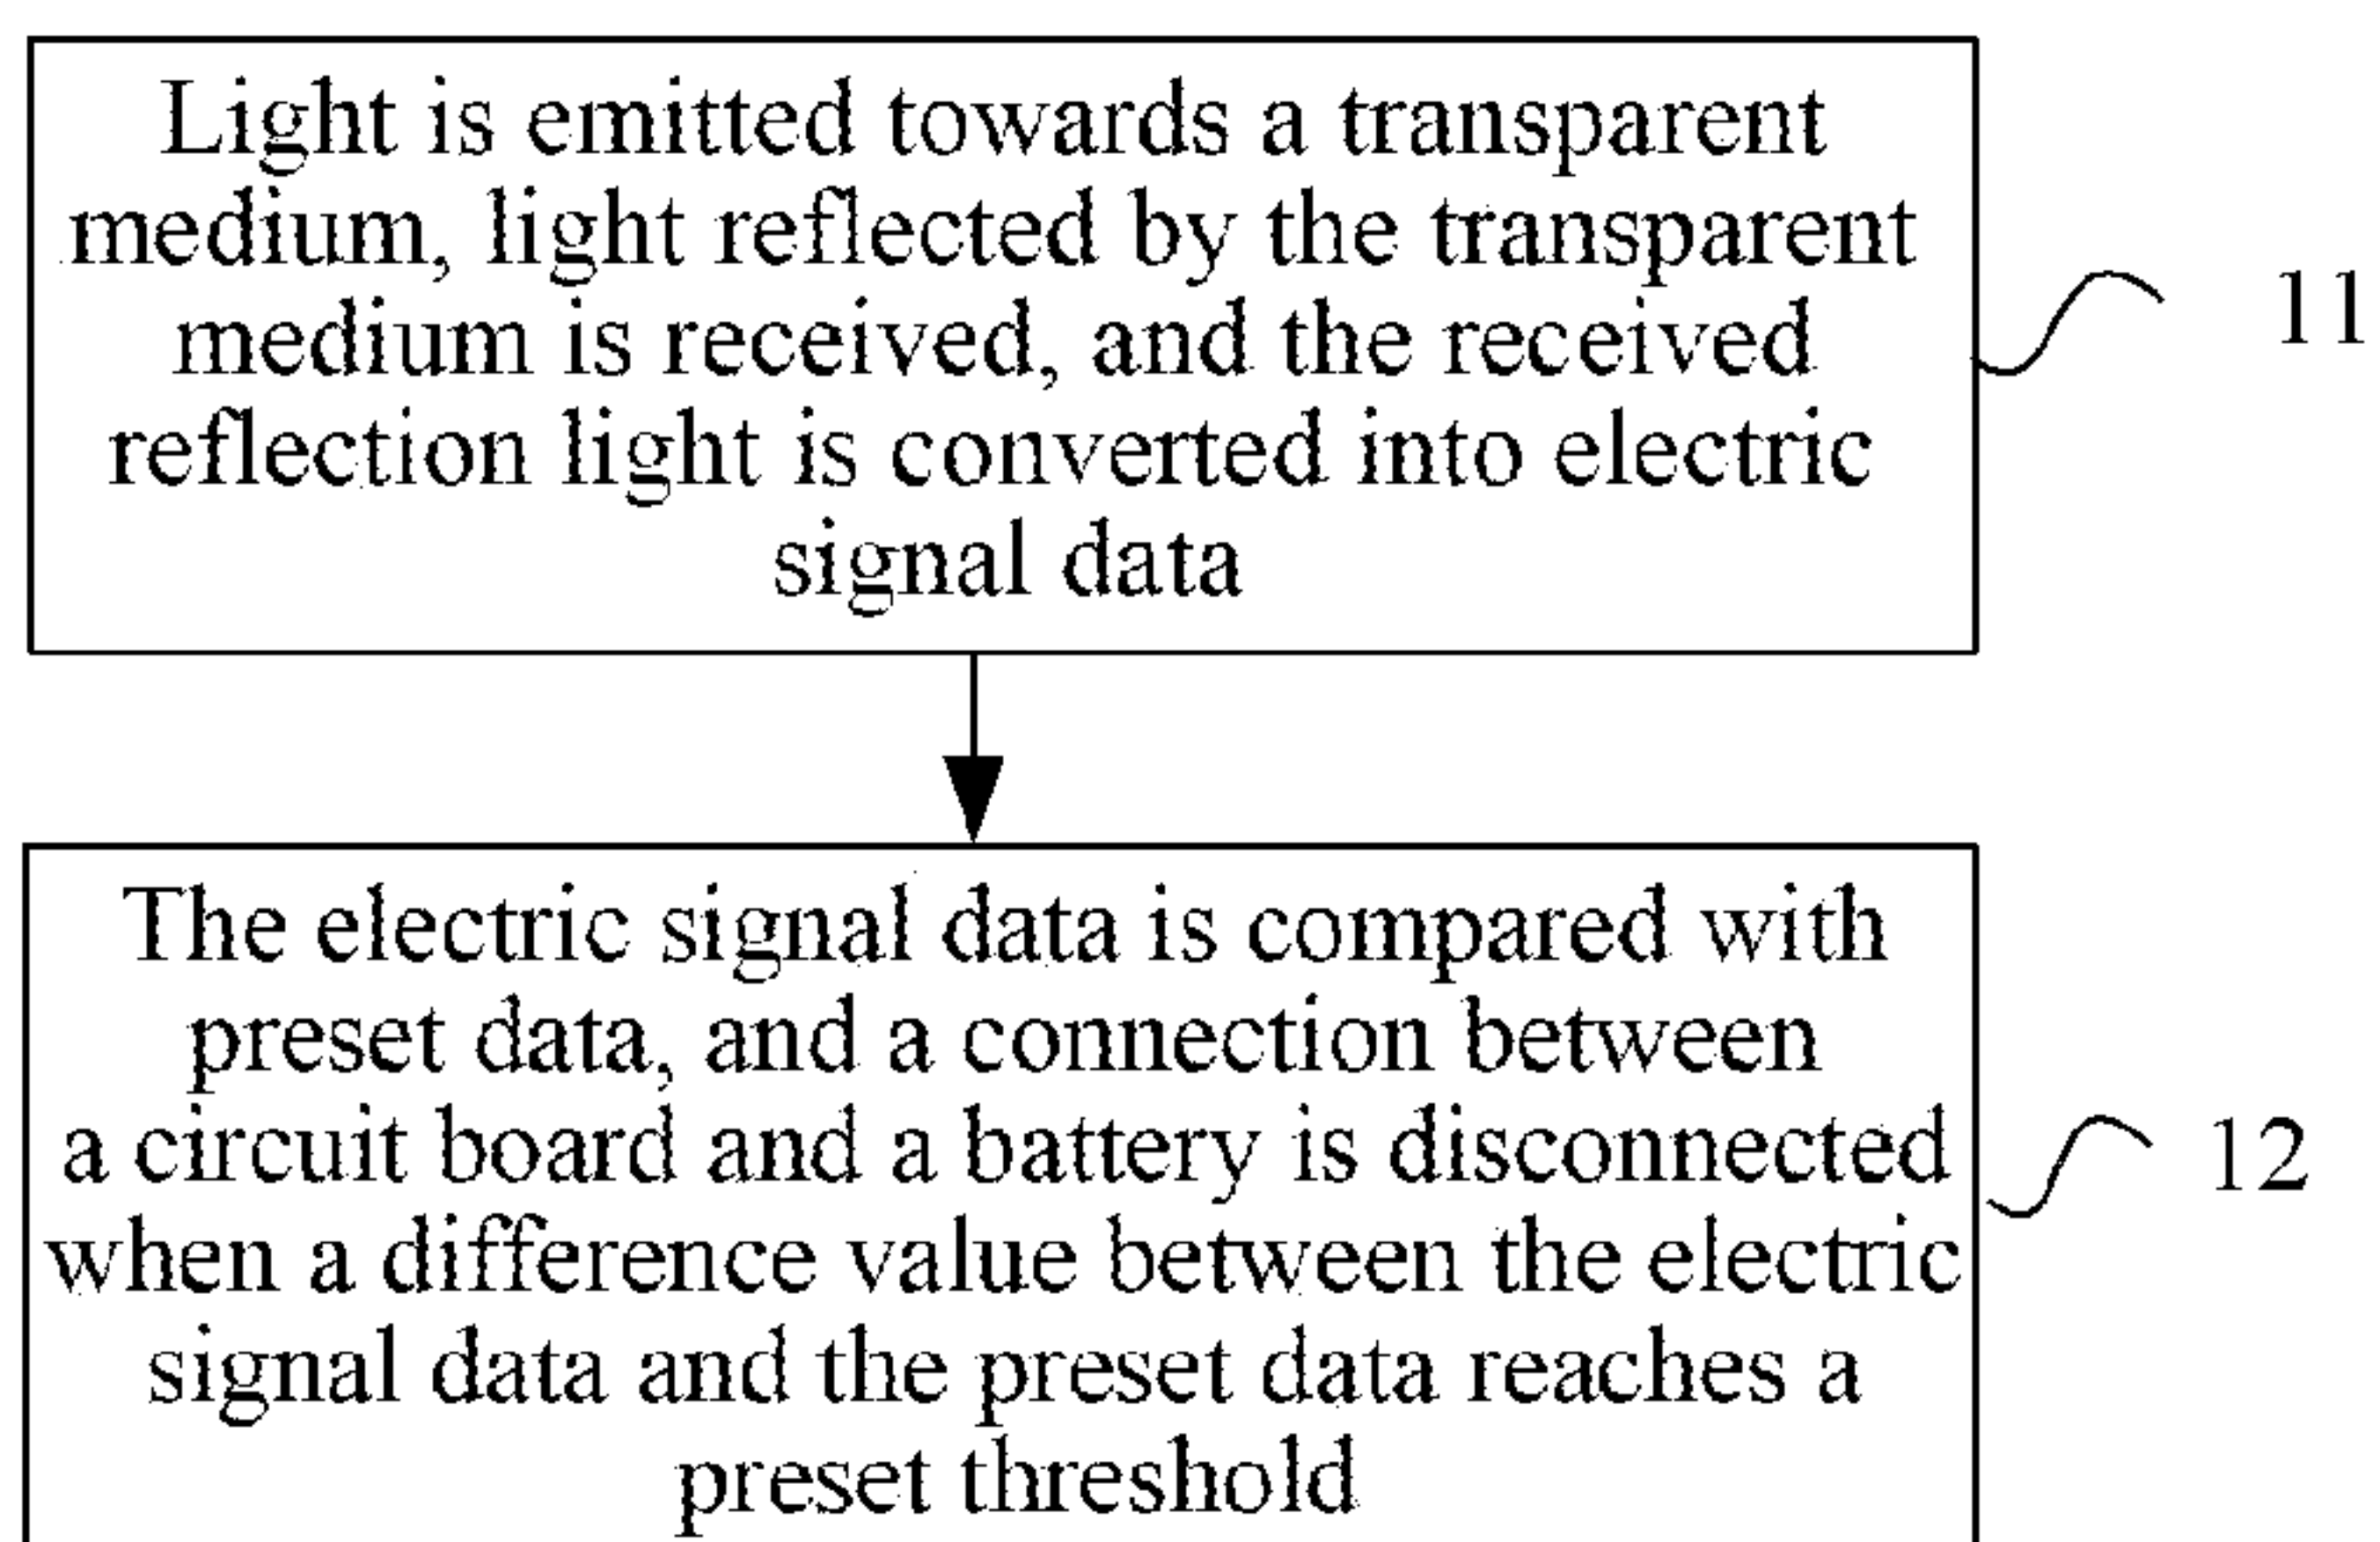 Light is emitted towards a transparent
medium, light reflected by the transparent
medium is received, and the received
reflection light is converted into electric
signal data
11
The electric signal data is compared with
preset data, and a connection between
a circuit board and a battery is disconnected
when a difference value between the electric
signal data and the preset data reaches a
preset threshold
12